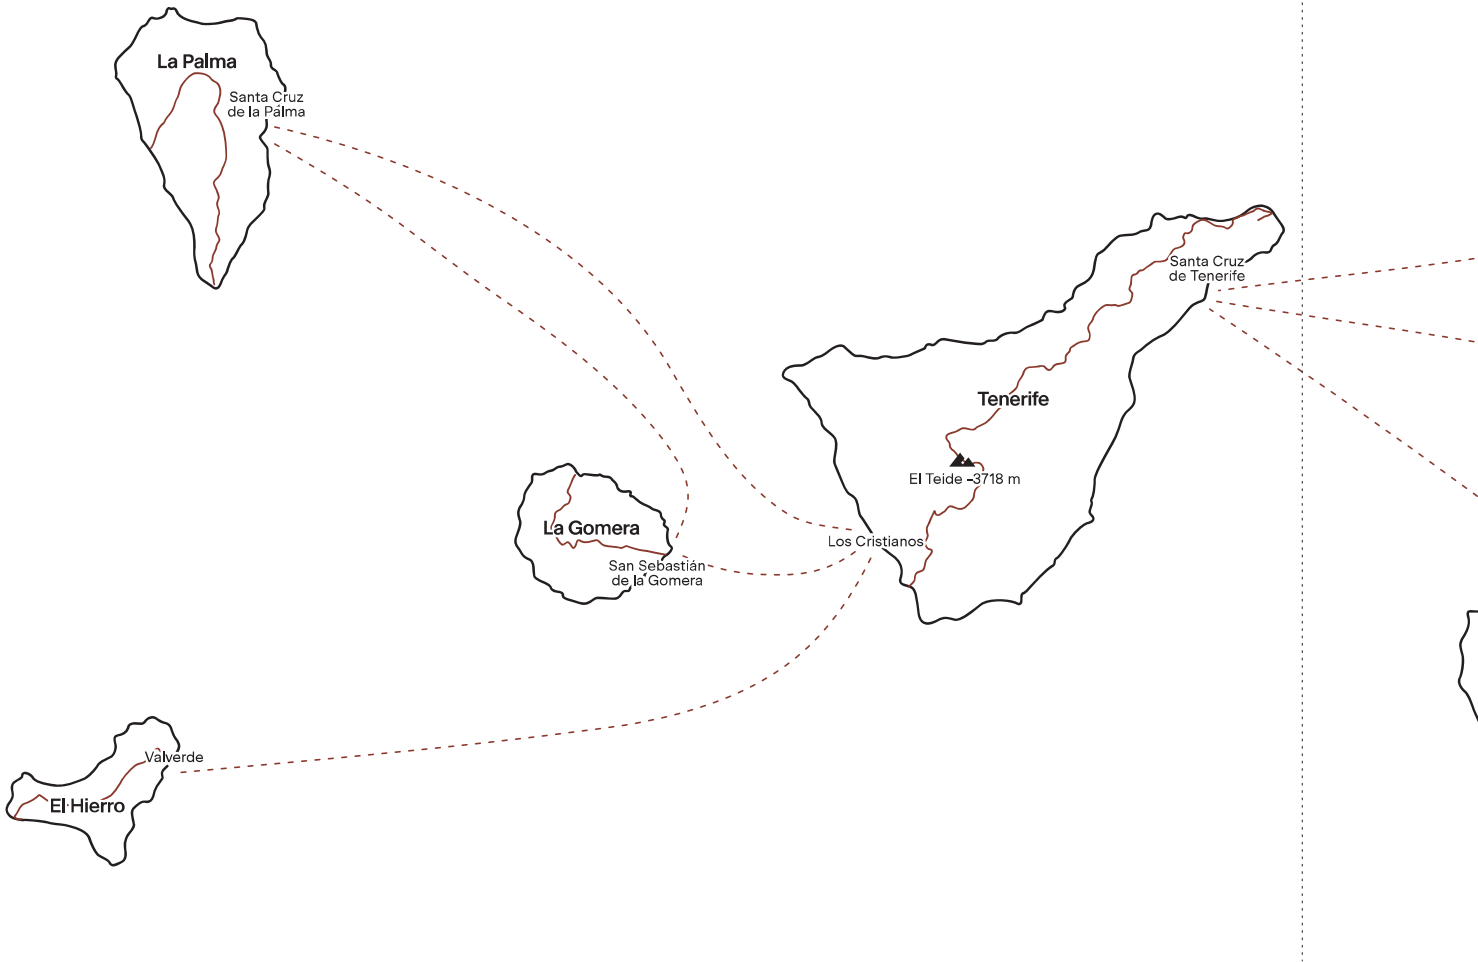 La Palma
Santa Cruz
de la Palma
Santa Cruz
de Tenerife
Tenerife
El Teide -3718 m
La Gomera
Los Cristianos
San Sebastián
de la Gomera
Valverde
El Hierro